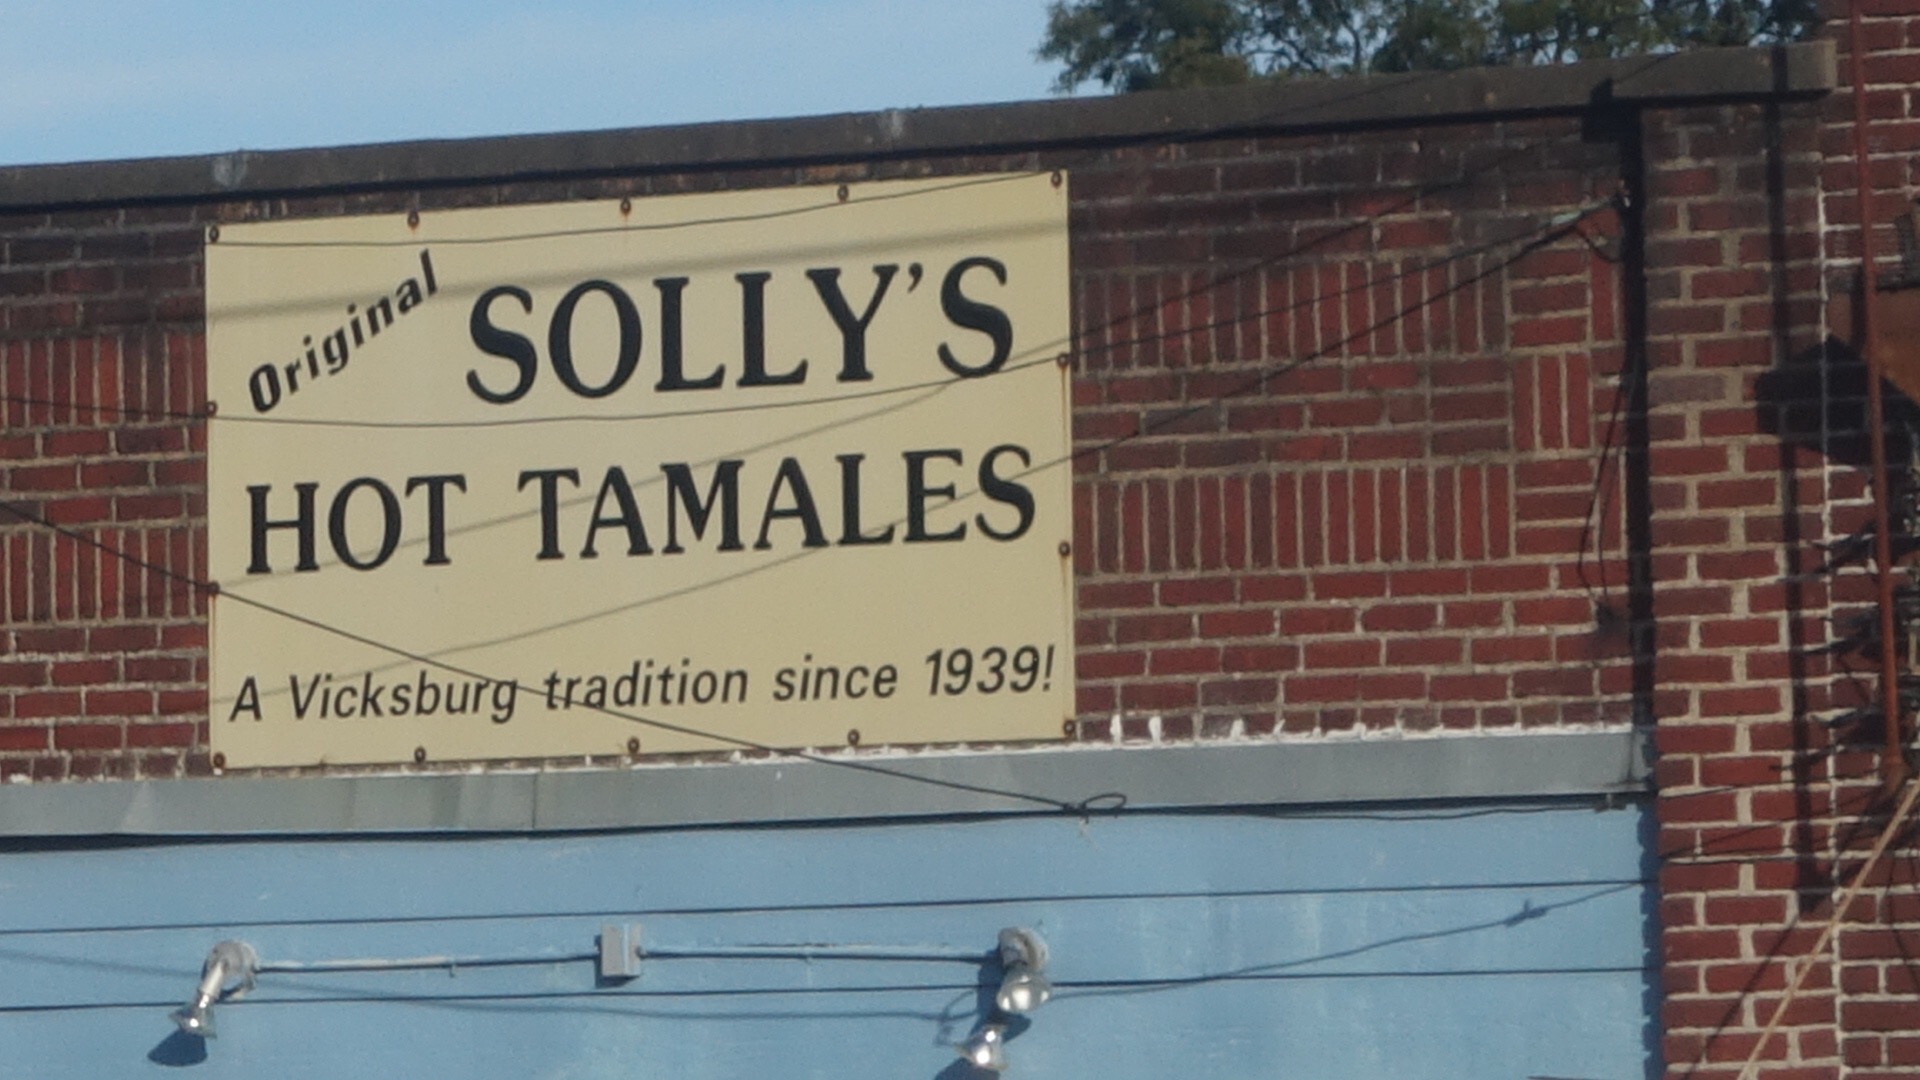 Original SOLLY'S
HOT TAMALES
A Vicksburg tradition since 1939!